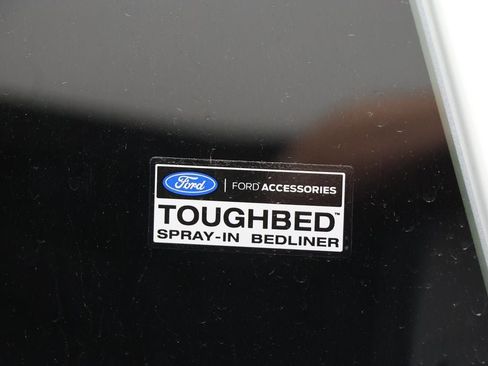 Ford | FORD ACCESSORIES
TOUGHBED™
SPRAY-IN BEDLINER